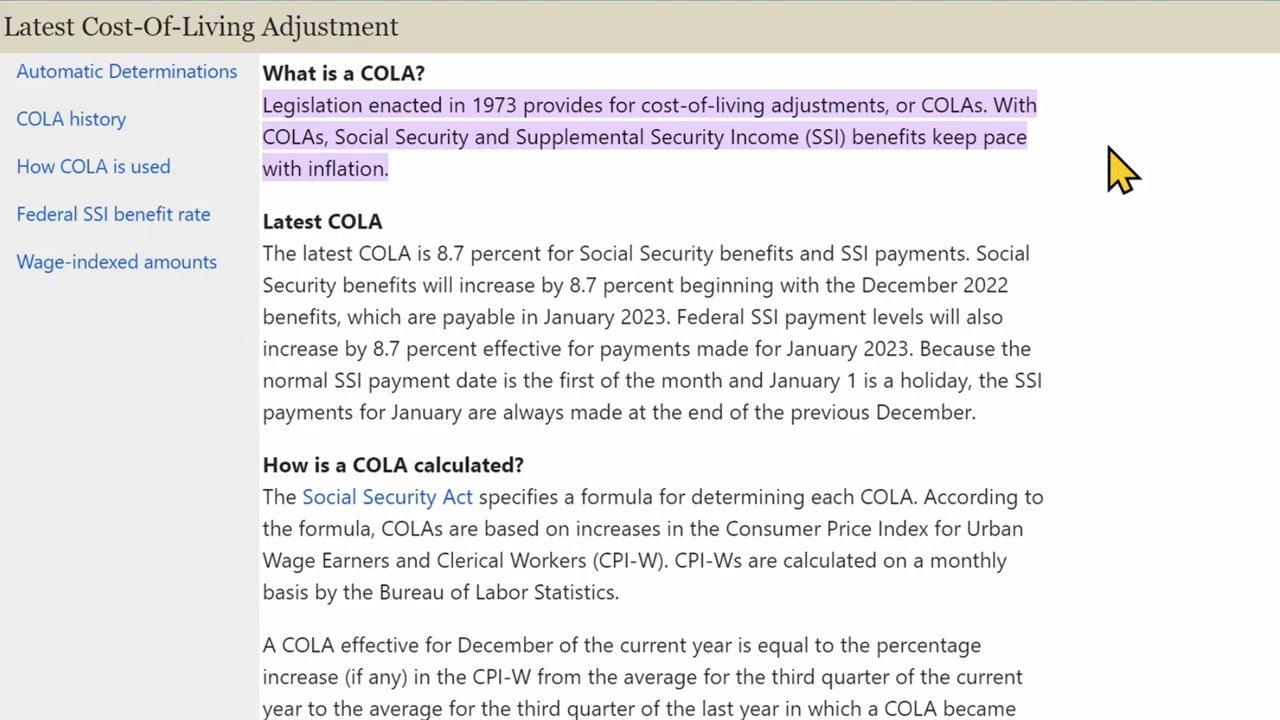 Latest Cost-Of-Living Adjustment
Automatic Determinations
COLA history
How COLA is used
Federal SSI benefit rate
Wage-indexed amounts
What is a COLA?
Legislation enacted in 1973 provides for cost-of-living adjustments, or COLAs. With
COLAs, Social Security and Supplemental Security Income (SSI) benefits keep pace
with inflation.
Latest COLA
The latest COLA is 8.7 percent for Social Security benefits and SSI payments. Social
Security benefits will increase by 8.7 percent beginning with the December 2022
benefits, which are payable in January 2023. Federal SSI payment levels will also
increase by 8.7 percent effective for payments made for January 2023. Because the
normal SSI payment date is the first of the month and January 1 is a holiday, the SSI
payments for January are always made at the end of the previous December.
How is a COLA calculated?
The Social Security Act specifies a formula for determining each COLA. According to
the formula, COLAs are based on increases in the Consumer Price Index for Urban
Wage Earners and Clerical Workers (CPI-W). CPI-Ws are calculated on a monthly
basis by the Bureau of Labor Statistics.
A COLA effective for December of the current year is equal to the percentage
increase (if any) in the CPI-W from the average for the third quarter of the current
year to the average for the third quarter of the last year in which a COLA became